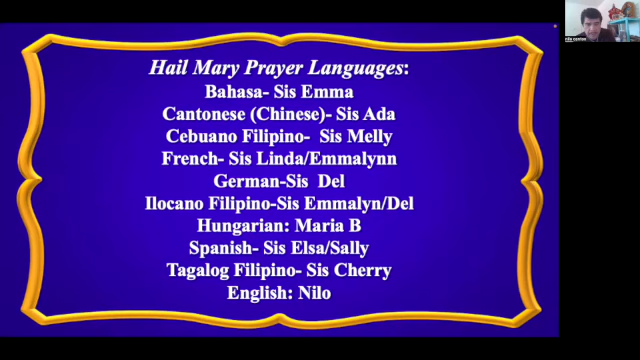 Hail Mary Prayer Languages:
Bahasa- Sis Emma
Cantonese (Chinese)- Sis Ada
Cebuano Filipino-  Sis Melly
French- Sis Linda/Emmalynn
German-Sis  Del
Ilocano Filipino-Sis Emmalyn/Del
Hungarian: Maria B
Spanish- Sis Elsa/Sally
Tagalog Filipino- Sis Cherry
English: Nilo